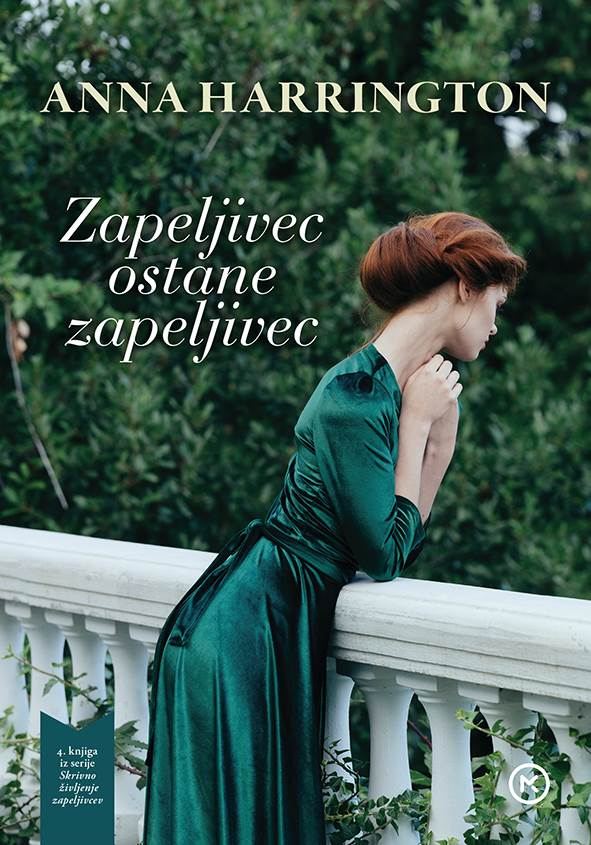 ANNA HARRINGTON
Zapeljivec
ostane
zapeljivec
4. knjiga
iz serije
Skrivno
življenje
zapeljivcev